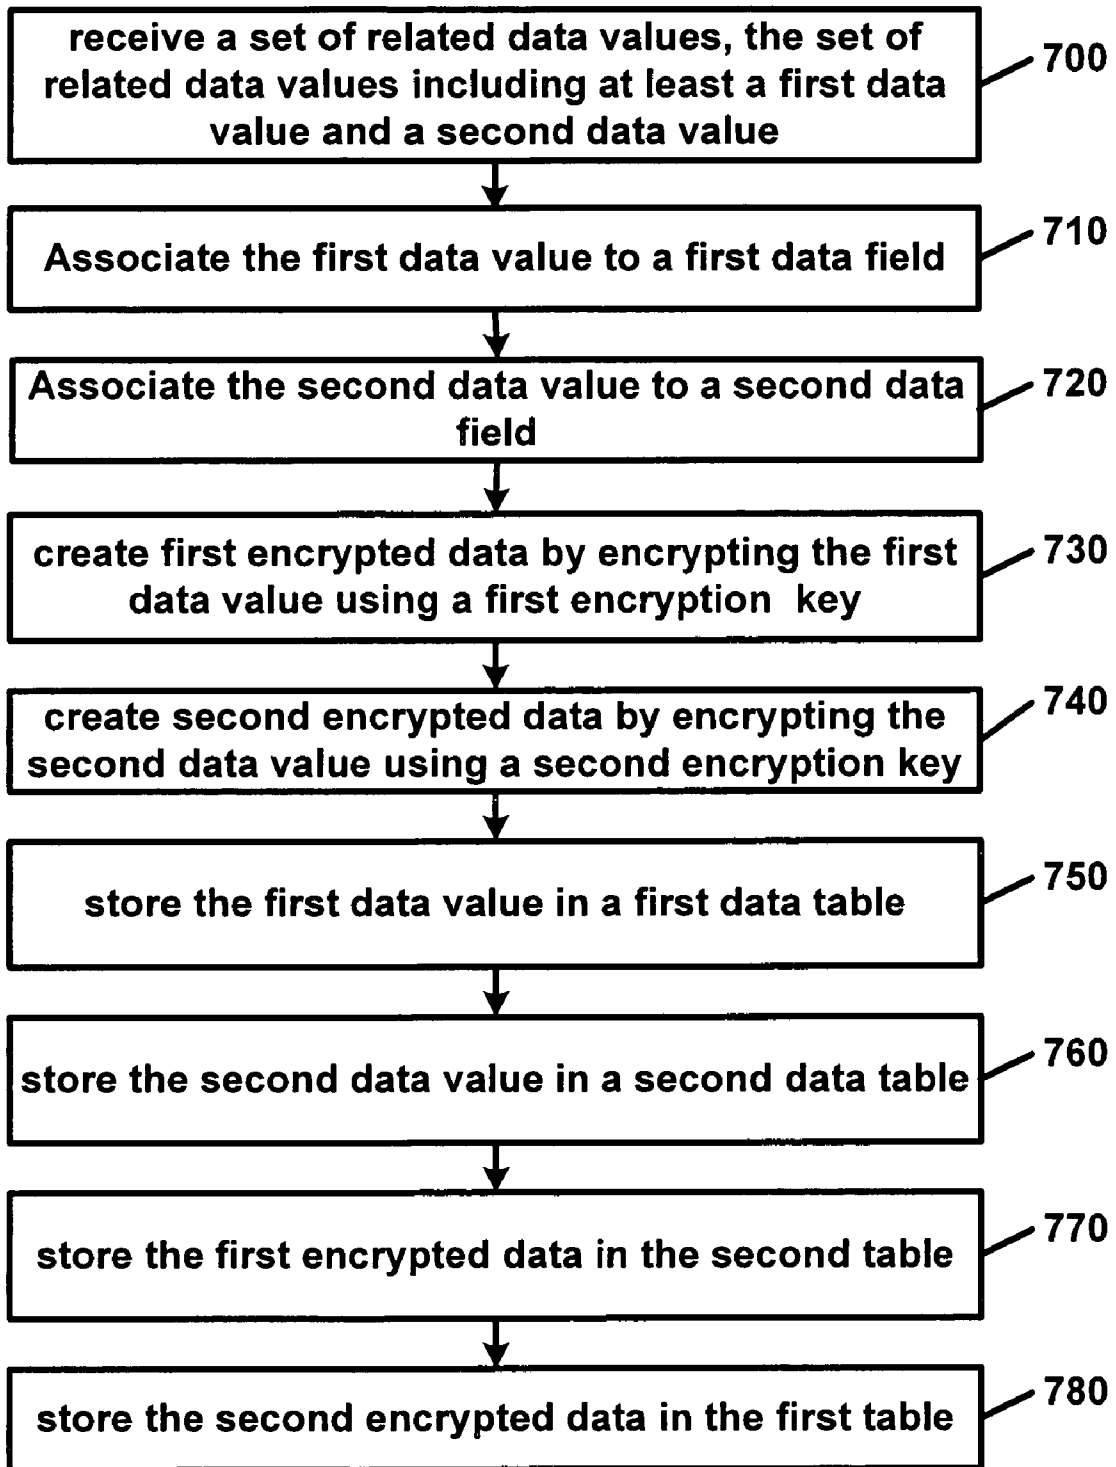 receive a set of related data values, the set of
related data values including at least a first data
value and a second data value
700
Associate the first data value to a first data field
710
Associate the second data value to a second data
field
720
create first encrypted data by encrypting the first
data value using a first encryption key
730
create second encrypted data by encrypting the
second data value using a second encryption key
740
store the first data value in a first data table
750
store the second data value in a second data table
760
store the first encrypted data in the second table
770
store the second encrypted data in the first table
780